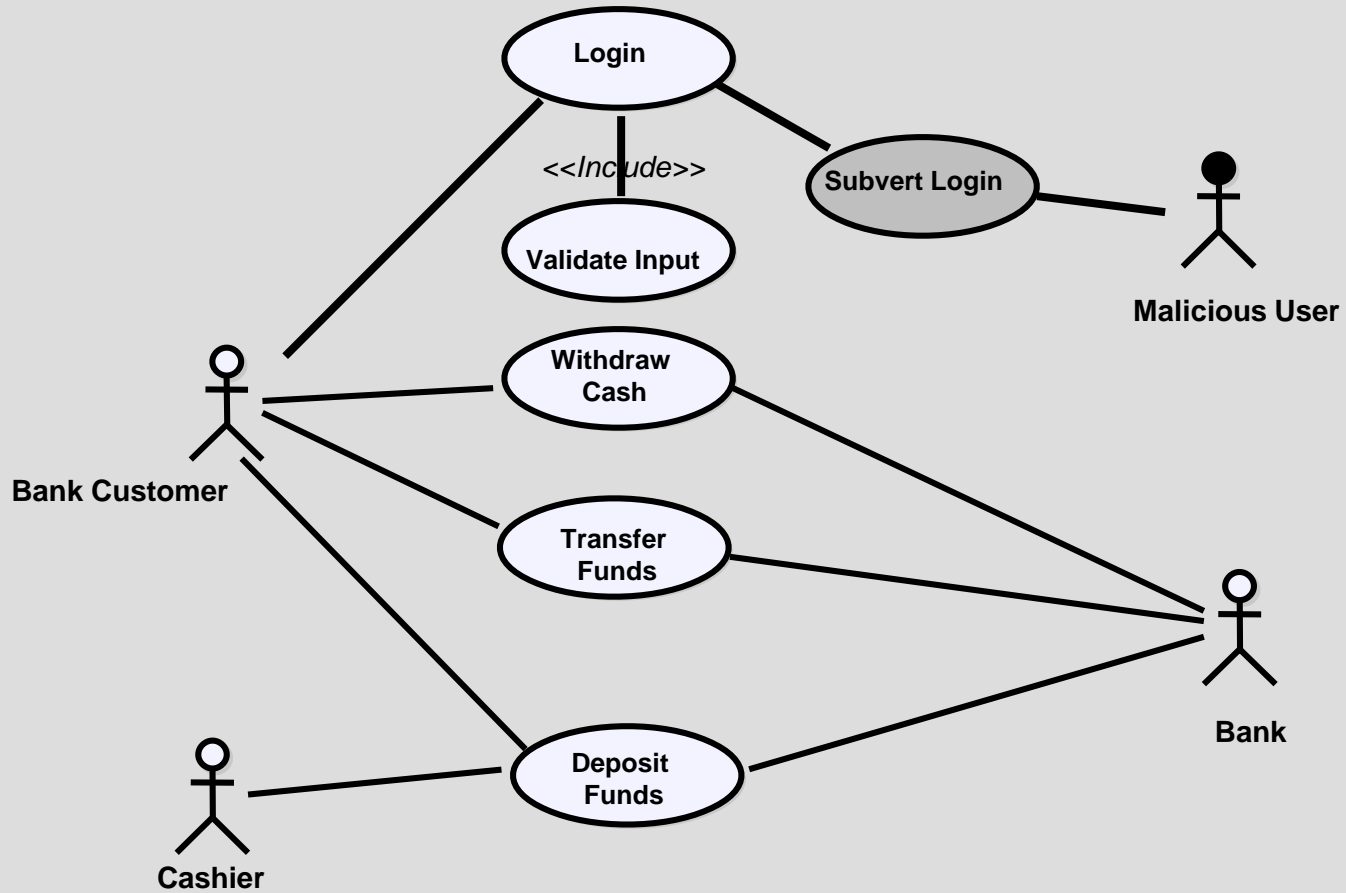 Login
<<Include>>
Subvert Login
Validate Input
Malicious User
Withdraw
Cash
Bank Customer
Transfer
Funds
Bank
Deposit
Funds
Cashier